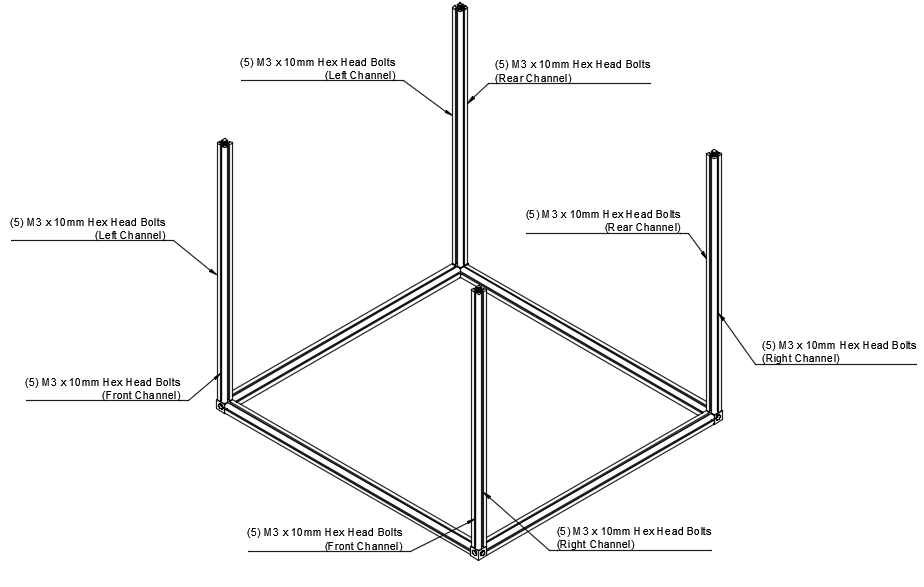 (5) M3 x 10mm Hex Head Bolts
(Left Channel)
(5) M3 x 10mm Hex Head Bolts
(Rear Channel)
(5) M3 x 10mm Hex Head Bolts
(Left Channel)
(5) M3 x 10mm Hex Head Bolts
(Rear Channel)
(5) M3 x 10mm Hex Head Bolts
(Right Channel)
(5) M3 x 10mm Hex Head Bolts
(Front Channel)
(5) M3 x 10mm Hex Head Bolts
(Front Channel)
(5) M3 x 10mm Hex Head Bolts
(Right Channel)